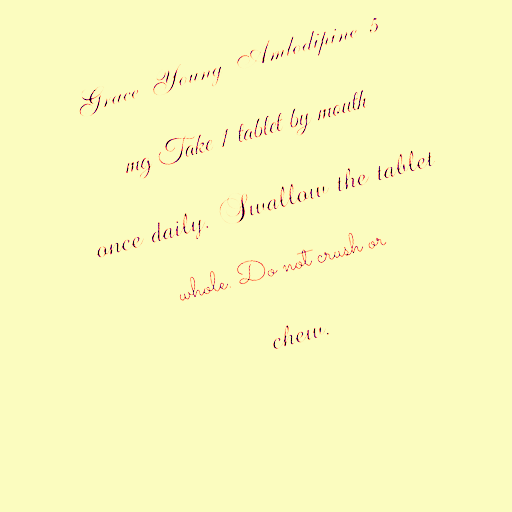 Grace Young Amlodipine 5
mg Take 1 tablet by mouth
once daily. Swallow the tablet
whole. Do not crush or
chew.